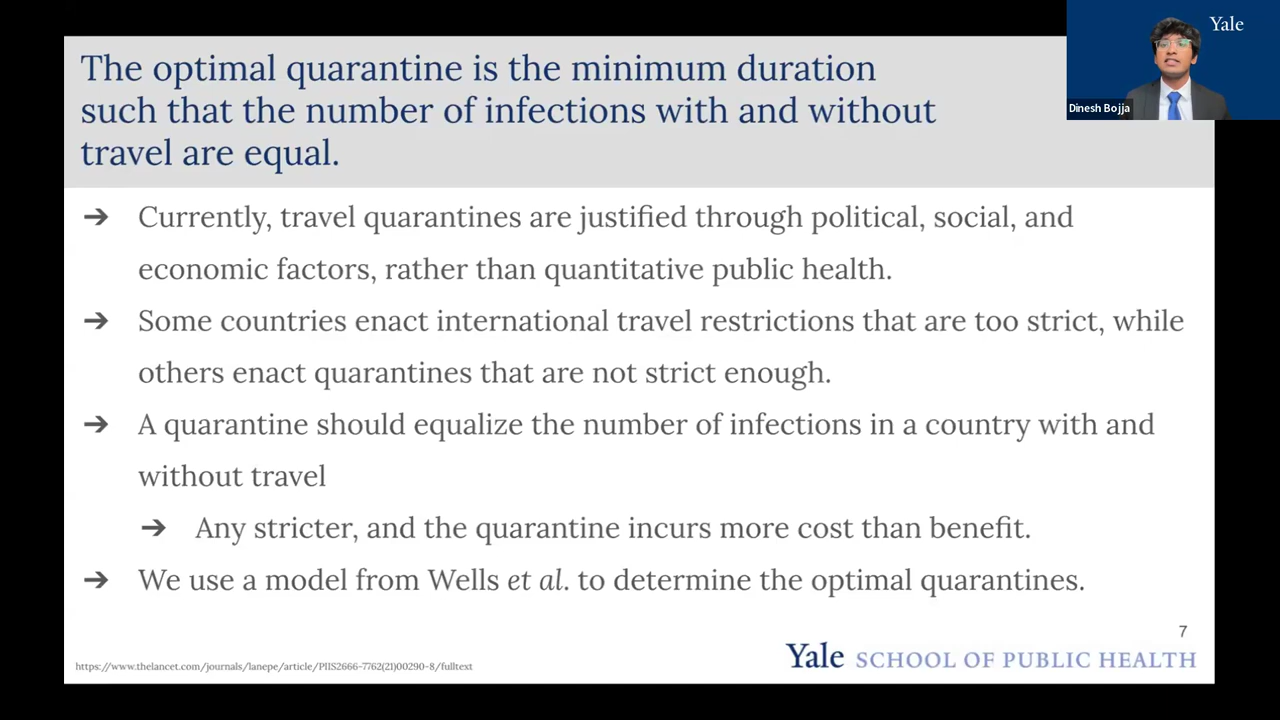 The optimal quarantine is the minimum duration
such that the number of infections with and without
travel are equal.
Yale
Dinesh Bojja
➔ Currently, travel quarantines are justified through political, social, and
economic factors, rather than quantitative public health.
➔ Some countries enact international travel restrictions that are too strict, while
others enact quarantines that are not strict enough.
➔ A quarantine should equalize the number of infections in a country with and
without travel
➔ Any stricter, and the quarantine incurs more cost than benefit.
➔ We use a model from Wells et al. to determine the optimal quarantines.
7
https://www.thelancet.com/journals/lanepe/article/PIIS2666-7762(21)00290-8/fulltext
Yale SCHOOL OF PUBLIC HEALTH